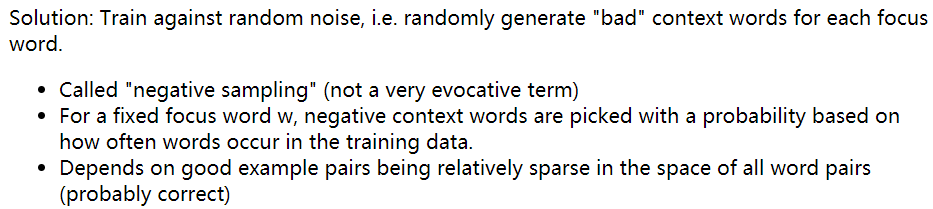 Solution: Train against random noise, i.e. randomly generate "bad" context words for each focus
word.
• Called "negative sampling" (not a very evocative term)
• For a fixed focus word w, negative context words are picked with a probability based on
how often words occur in the training data.
• Depends on good example pairs being relatively sparse in the space of all word pairs
(probably correct)